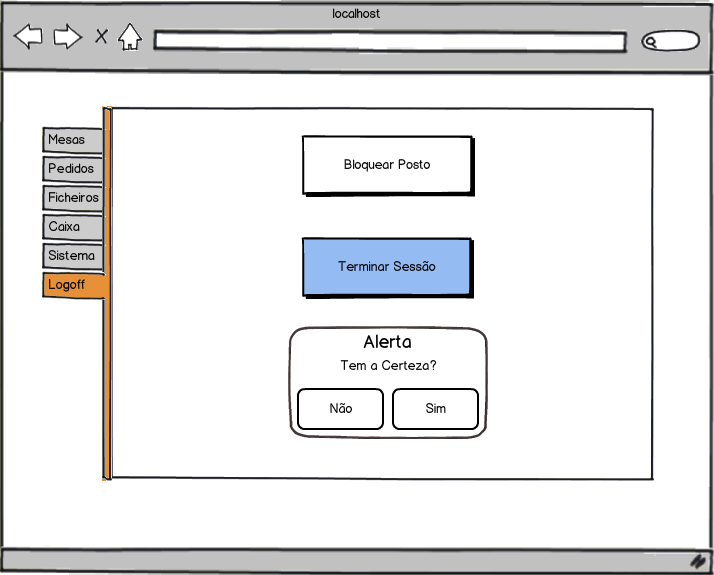 localhost
Mesas
Pedidos
Ficheiros
Caixa
Sistema
Logoff
Bloquear Posto
Terminar Sessão
Alerta
Tem a Certeza?
Não
Sim